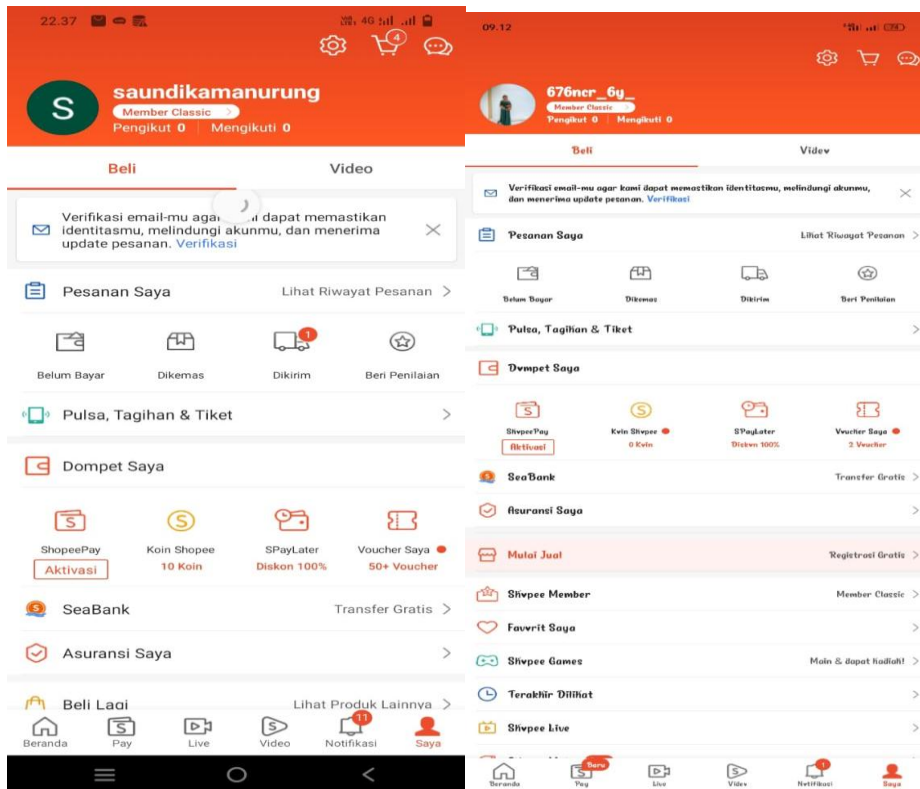 22.37
4G
4
S
saundikamanurung
Member Classic >
Pengikut 0 | Mengikuti 0
Beli
Video
Verifikasi email-mu agar dapat memastikan
identitasmu, melindungi akunmu, dan menerima
update pesanan. Verifikasi
Pesanan Saya
Lihat Riwayat Pesanan >
1
Belum Bayar
Dikemas
Dikirim
Beri Penilaian
Pulsa, Tagihan & Tiket >
Dompet Saya
ShopeePay
Koin Shopee
SPayLater
Voucher Saya
Aktivasi
10 Koin
Diskon 100%
50+ Voucher
SeaBank
Transfer Gratis >
Asuransi Saya >
Beli Lagi
Lihat Produk Lainnya >
11
Beranda
Pay
Live
Video
Notifikasi
Saya
09.12
676ncr_6y_
Member Classic >
Pengikut 0 | Mengikuti 0
Beli
Video
Verifikasi email-mu agar kami dapat memastikan identitasmu, melindungi akunmu,
dan menerima update pesanan. Verifikasi
Pesanan Saya
Lihat Riwayat Pesanan >
Belum Bayar
Dikemas
Dikirim
Beri Penilaian
Pulsa, Tagihan & Tiket >
Dompet Saya
ShopeePay
Koin Shopee
SPayLater
Voucher Saya
Aktivasi
0 Koin
Diskon 100%
2 Voucher
SeaBank
Transfer Gratis >
Asuransi Saya >
Mulai Jual
Registrasi Gratis >
Shopee Member
Member Classic >
Favorit Saya >
Shopee Games
Main & dapat Hadiah! >
Terakhir Dilihat >
Shopee Live >
Baru
1
Beranda
Pay
Live
Video
Notifikasi
Saya